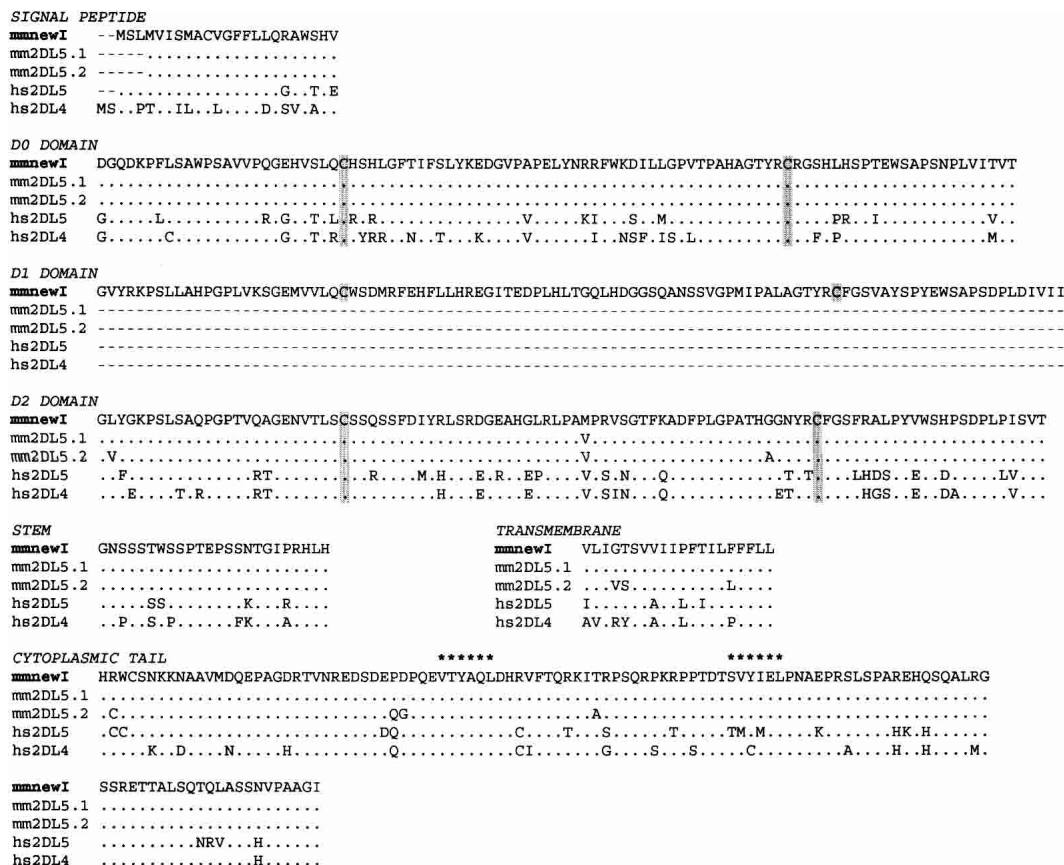 SIGNAL PEPTIDE
mmnewI --MSLMVISMACVGFFLLQRAWSHV
mm2DL5.1 -----....................
mm2DL5.2 -----....................
hs2DL5 --.................G..T.E
hs2DL4 MS..PT..IL..L....D.SV.A..
D0 DOMAIN
mmnewI DGQDKPFLSAWPSAVVPQGEHVSLQCHSHLGFTIFSLYKEDGVPAPELYNRRFWKDILLGPVTPAHAGTYRCRGSHLHSPTEWSAPSNPLVITVT
mm2DL5.1 ...............................................................................................
mm2DL5.2 ...............................................................................................
hs2DL5 G.....L..........R.G..T.L.R.R...............V.....KI...S..M...............PR..I...........V..
hs2DL4 G......C...........G..T.R.YRR..N..T...K....V......I..NSF.IS.L..........F.P...............M..
D1 DOMAIN
mmnewI GVYRKPSLLAHPGPLVKSGEMVVLQCWSDMRFEHFLLHREGITEDPLHLTGQLHDGGSQANSSVGPMIPALAGTYRCFGSVAYSPYEWSAPSDPLDIVII
mm2DL5.1 ----------------------------------------------------------------------------------------------------
mm2DL5.2 ----------------------------------------------------------------------------------------------------
hs2DL5 ----------------------------------------------------------------------------------------------------
hs2DL4 ----------------------------------------------------------------------------------------------------
D2 DOMAIN
mmnewI GLYGKPSLSAQPGPTVQAGENVTLSCSSQSSFDIYRLSRDGEAHGLRLPAMPRVSGTFKADFPLGPATHGGNYRCFGSFRALPYVWSHPSDPLPISVT
mm2DL5.1 ..................................................V...............................................
mm2DL5.2 .V................................................V..................A............................
hs2DL5 ..F.............RT..........R....M.H...E.R..EP....V.SN...Q............T.T....LHDS..E..D.....LV...
hs2DL4 ...E....T.R.....RT.................H...E....E.....V.SIN..Q...........ET........HGS..E..DA.....V...
STEM
mmnewI GNSSSTWSSPTEPSSNTGIPRHLH
mm2DL5.1 ........................
mm2DL5.2 ........................
hs2DL5 .....SS........K...R....
hs2DL4 ..P..S.P......FK...A....
TRANSMEMBRANE
mmnewI VLIGTSVVIIPFTILFFFLL
mm2DL5.1 ....................
mm2DL5.2 ...VS...........L....
hs2DL5 I......A..L.I.......
hs2DL4 AV.RY..A..L....P....
CYTOPLASMIC TAIL ****** ******
mmnewI HRWCSNKKNAAVMDQEPAGDRTVNREDSDEPDPQEVTYAQLDHRVFTQRKITRPSQRPKRPPTDTSVYIELPNAEPRSLSPAREHQSQALRG
mm2DL5.1 ............................................................................................
mm2DL5.2 .C............................QG...................A........................................
hs2DL5 .CC..........................DQ............C....T...S......T.....TM.M.....K.......HK.H......
hs2DL4 .....K..D....N.....H..........Q............CI.......G....S...S.....C.........A....H..H....M.
mmnewI SSRETTALSQTQLASSNVPAAGI
mm2DL5.1 .......................
mm2DL5.2 .......................
hs2DL5 ..........NRV...H......
hs2DL4 ................H......